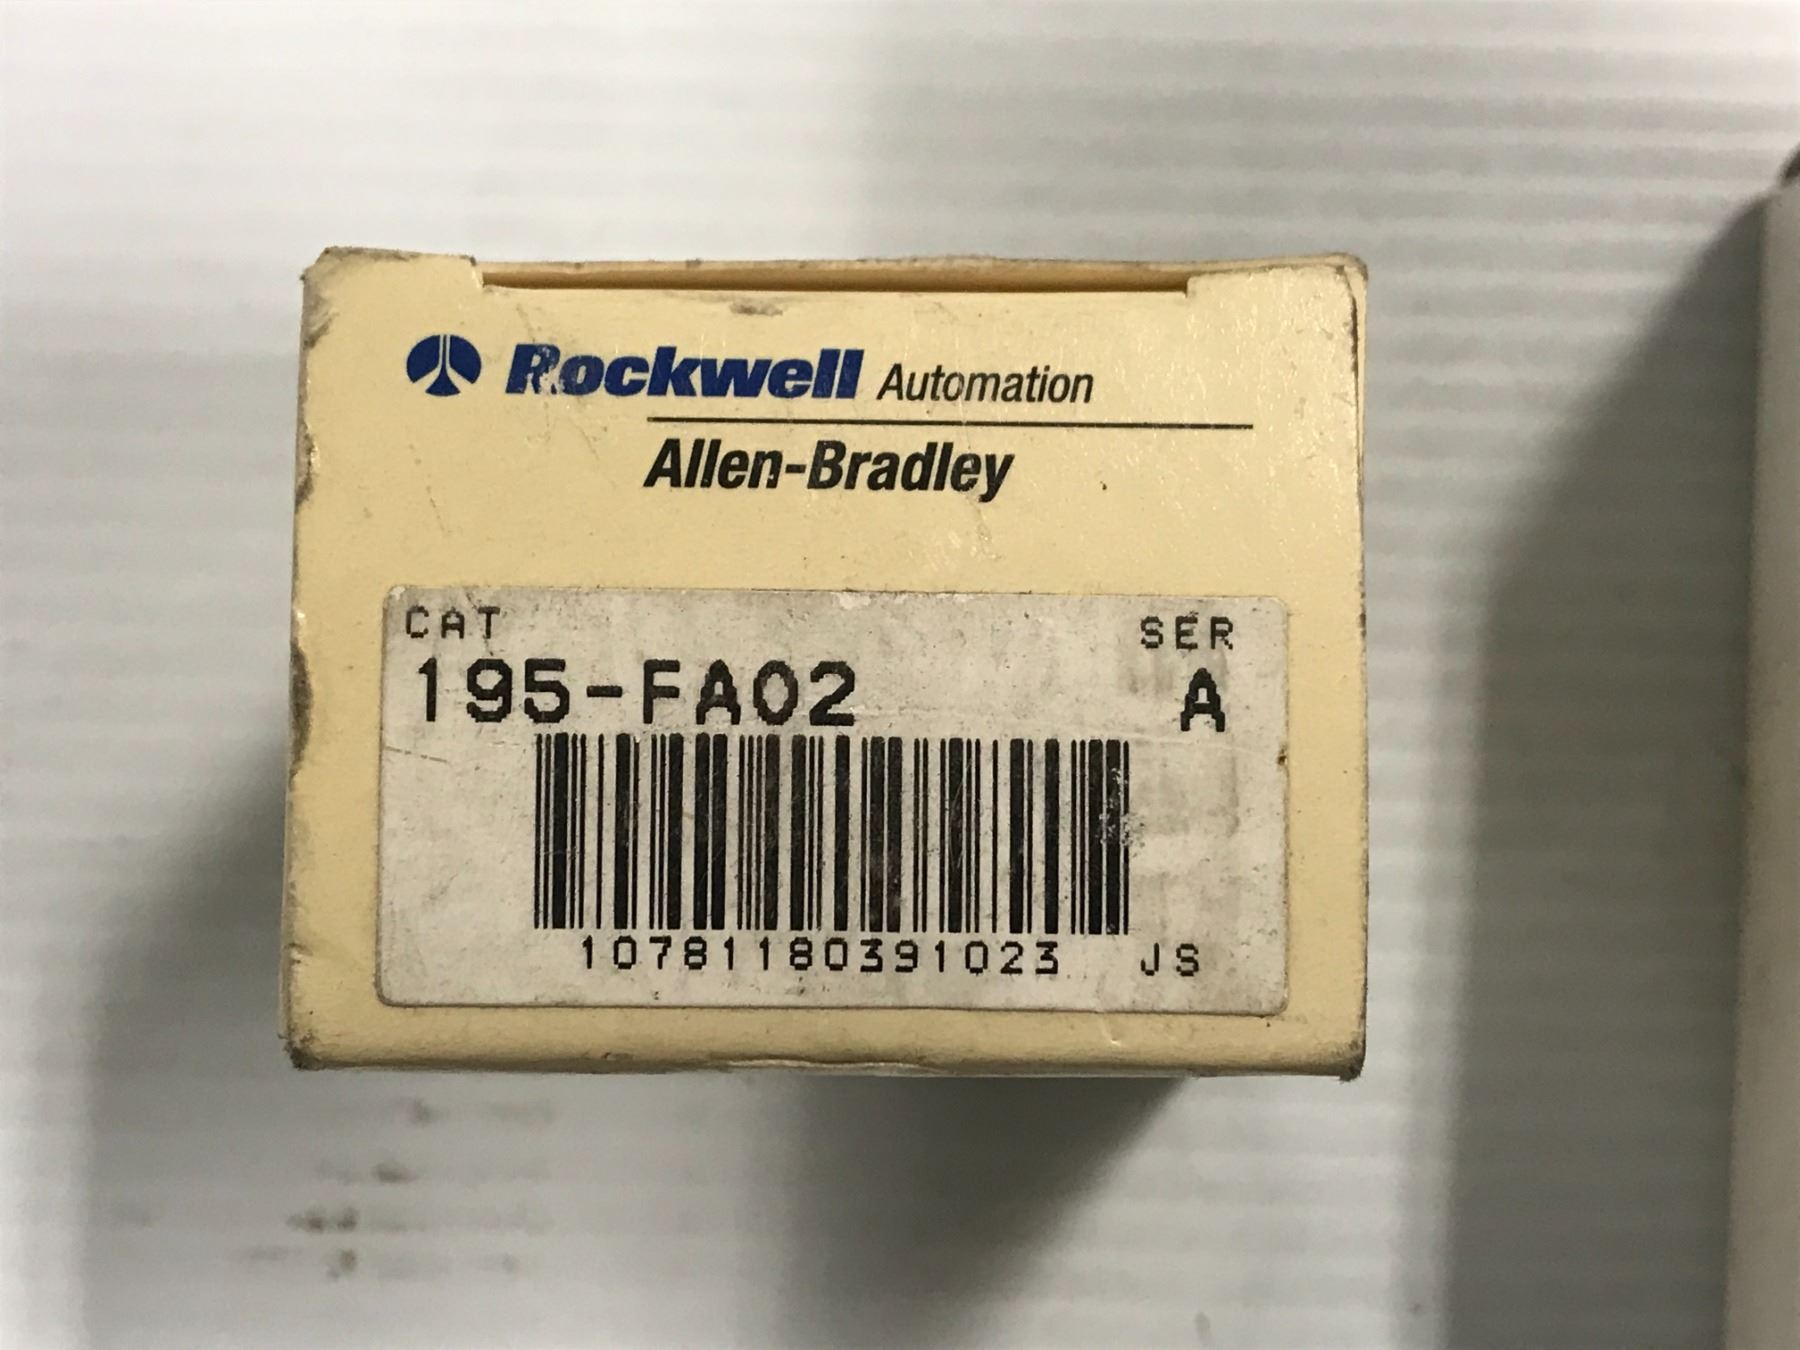 Rockwell Automation
Allen-Bradley
CAT SER
195-FA02 A
10781180391023 JS